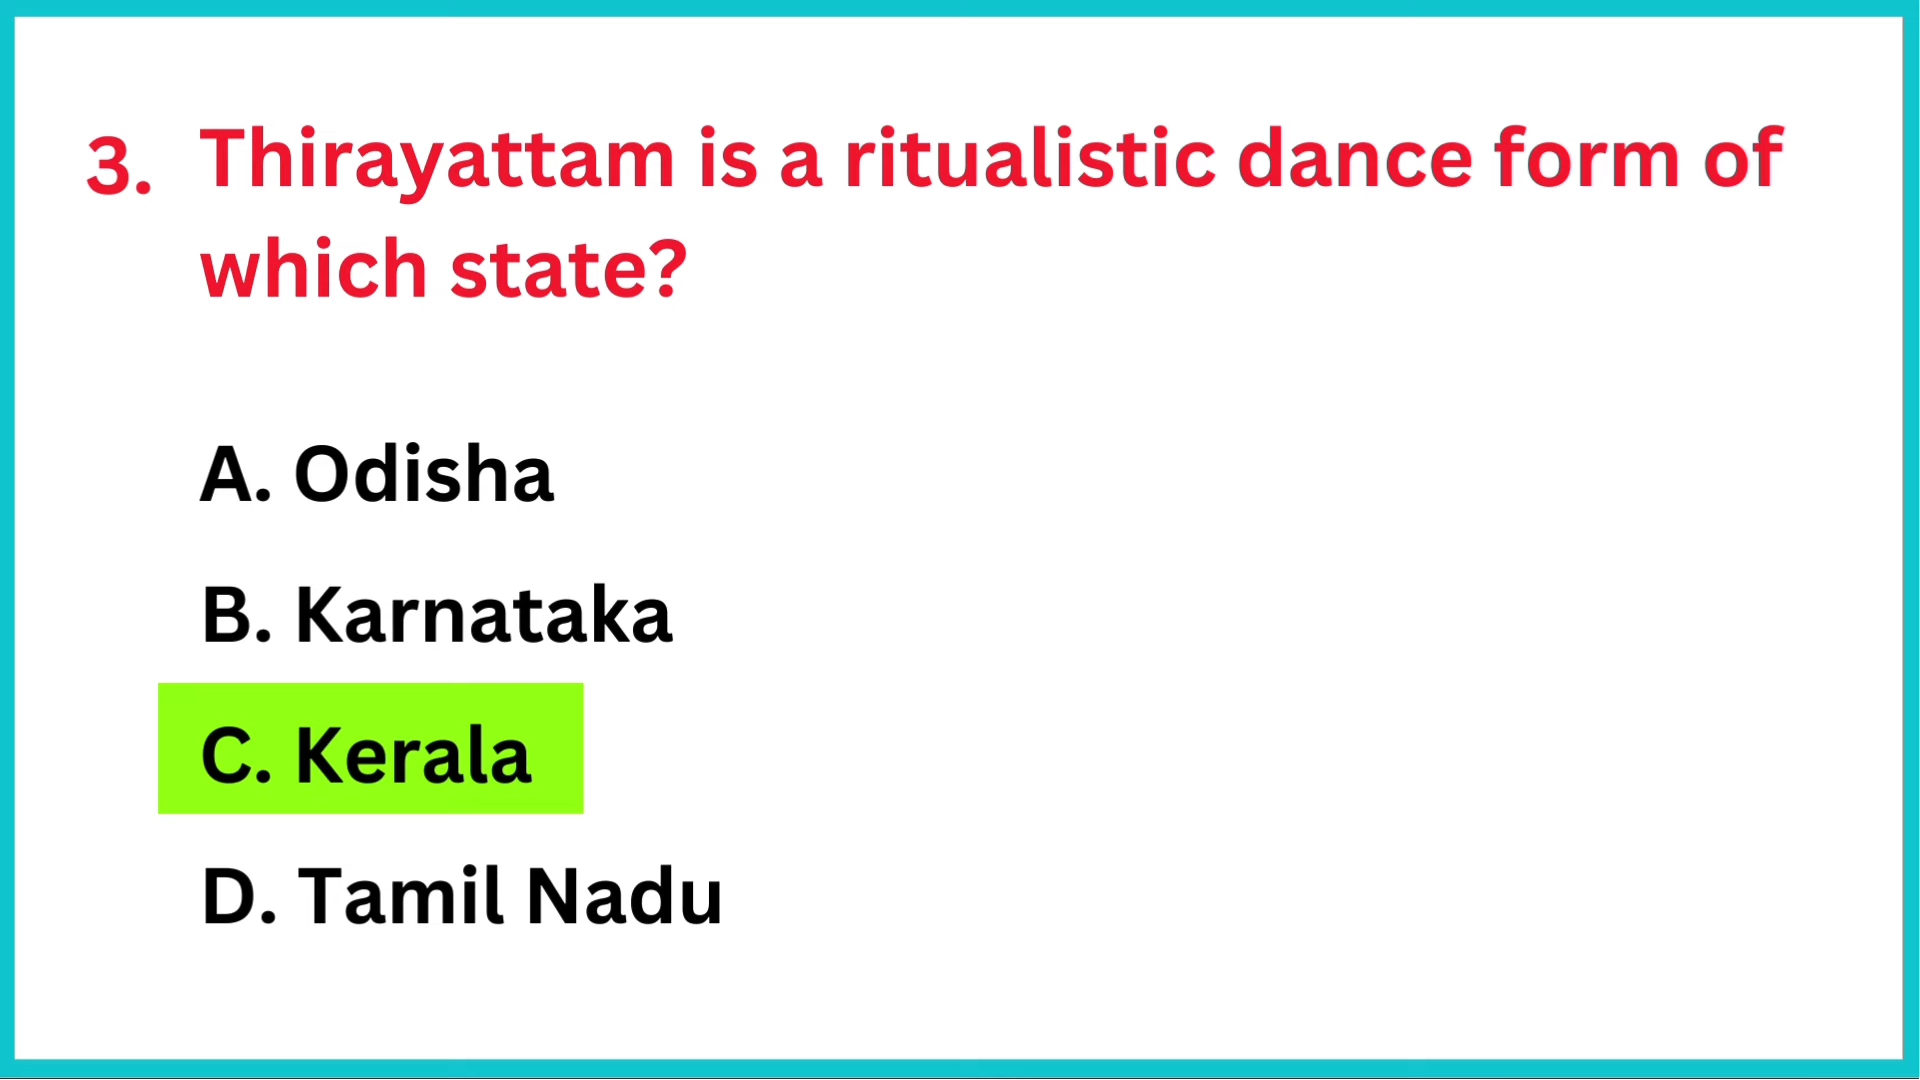 3. Thirayattam is a ritualistic dance form of
which state?
A. Odisha
B. Karnataka
C. Kerala
D. Tamil Nadu